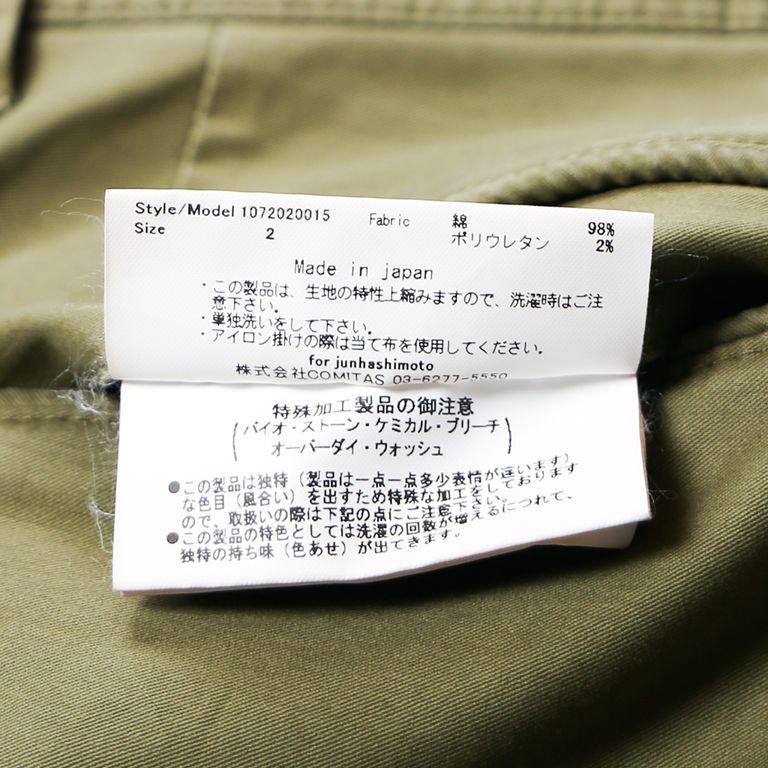 Style/Model 1072020015 Fabric 綿 98%
Size 2 ポリウレタン 2%
Made in japan
・この製品は、生地の特性上縮みますので、洗濯時はご注
意下さい。
・単独洗いをして下さい。
・アイロン掛けの際は当て布を使用してください。
for junhashimoto
株式会社COMITAS 03-6277-5550
特殊加工製品の御注意
(バイオ・ストーン・ケミカル・ブリーチ
オーバーダイ・ウォッシュ)
●この製品は独特（製品は一点一点多少表情が違います）
な色目（風合い）を出すため特殊な加工をしております
ので、取扱いの際は下記の点にご注意下さい。
●この製品の特色としては洗濯の回数が増えるにつれて、
独特の持ち味（色あせ）が出てきます。